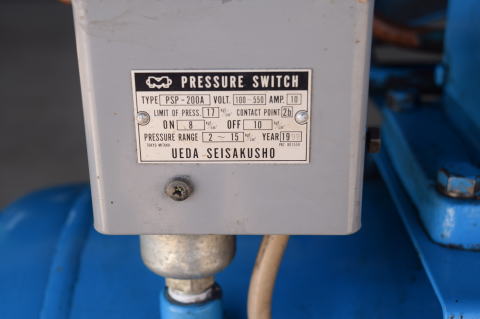 PRESSURE SWITCH
TYPE PSP-200A VOLT. 100-550 AMP. 10
LIMIT OF PRESS. 17 CONTACT POINT 2b
ON 8 OFF 10
PRESSURE RANGE 2 ~ 15 YEAR 19
UEDA SEISAKUSHO